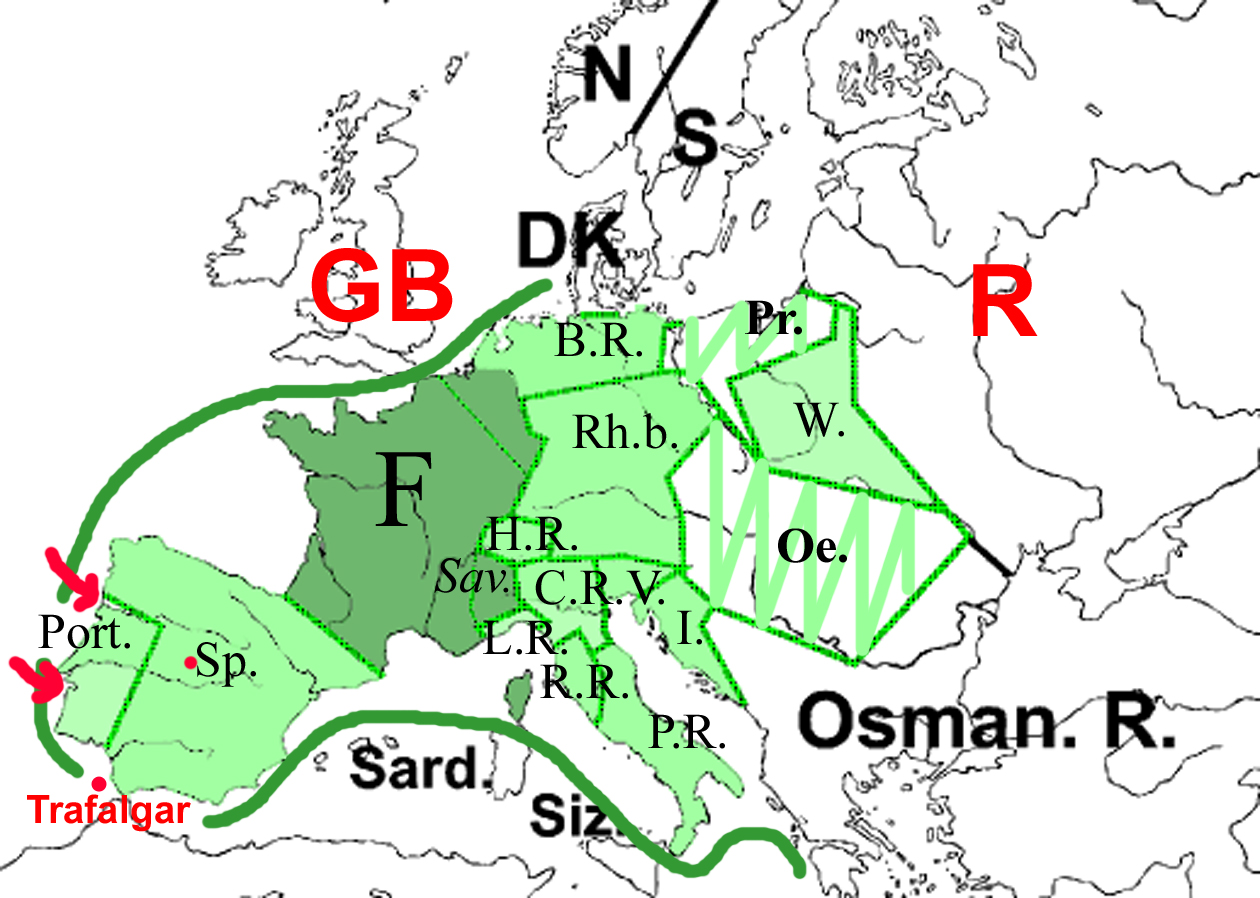 N
S
DK
GB
R
Pr.
B.R.
W.
Rh.b.
F
H.R.
Oe.
Sav.
C.R.V.
I.
Port.
L.R.
Sp.
R.R.
P.R.
Osman. R.
Sard.
Trafalgar
Siz.